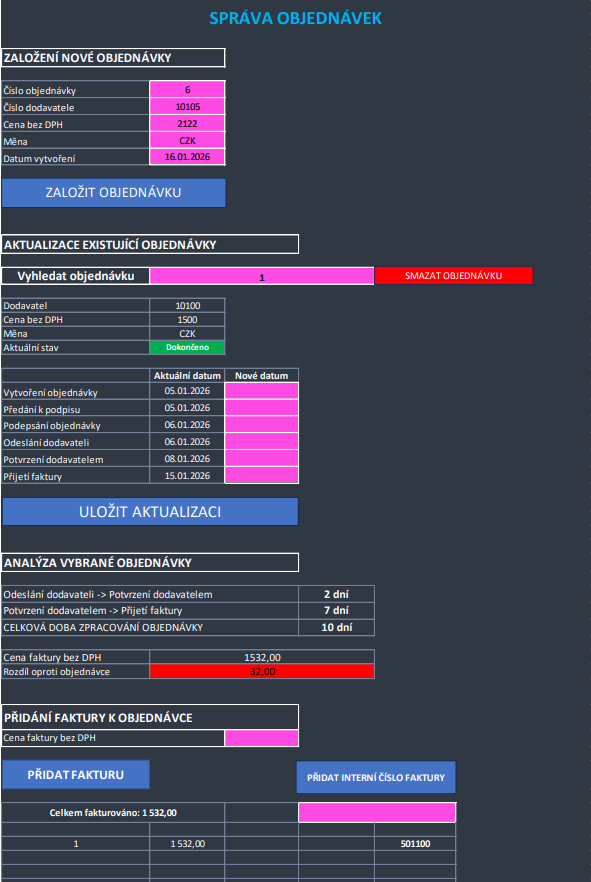 SPRÁVA OBJEDNÁVEK
ZALOŽENÍ NOVÉ OBJEDNÁVKY
Číslo objednávky 6
Číslo dodavatele 10105
Cena bez DPH 2122
Měna CZK
Datum vytvoření 16.01.2026
ZALOŽIT OBJEDNÁVKU
AKTUALIZACE EXISTUJÍCÍ OBJEDNÁVKY
Vyhledat objednávku 1 SMAZAT OBJEDNÁVKU
Dodavatel 10100
Cena bez DPH 1500
Měna CZK
Aktuální stav Dokončeno
Aktuální datum Nové datum
Vytvoření objednávky 05.01.2026
Předání k podpisu 05.01.2026
Podepsání objednávky 06.01.2026
Odeslání dodavateli 06.01.2026
Potvrzení dodavatelem 08.01.2026
Přijetí faktury 15.01.2026
ULOŽIT AKTUALIZACI
ANALÝZA VYBRANÉ OBJEDNÁVKY
Odeslání dodavateli -> Potvrzení dodavatelem 2 dní
Potvrzení dodavatelem -> Přijetí faktury 7 dní
CELKOVÁ DOBA ZPRACOVÁNÍ OBJEDNÁVKY 10 dní
Cena faktury bez DPH 1532,00
Rozdíl oproti objednávce 32,00
PŘIDÁNÍ FAKTURY K OBJEDNÁVCE
Cena faktury bez DPH
PŘIDAT FAKTURU PŘIDAT INTERNÍ ČÍSLO FAKTURY
Celkem fakturováno: 1 532,00
1 1 532,00 501100